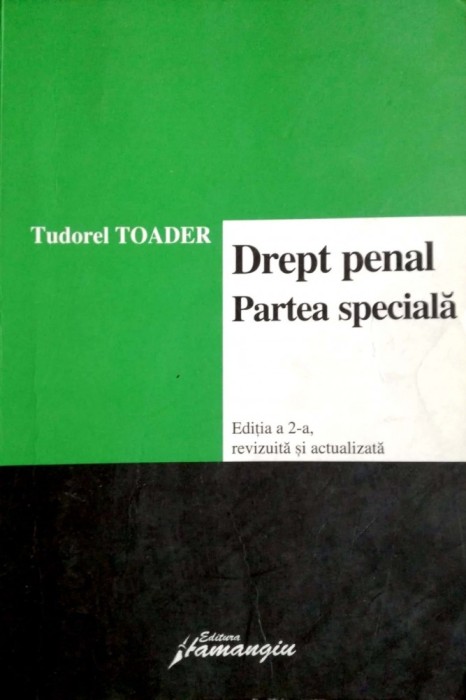 Tudorel TOADER
Drept penal
Partea specială
Ediția a 2-a,
revizuită și actualizată
Editura
Hamangiu